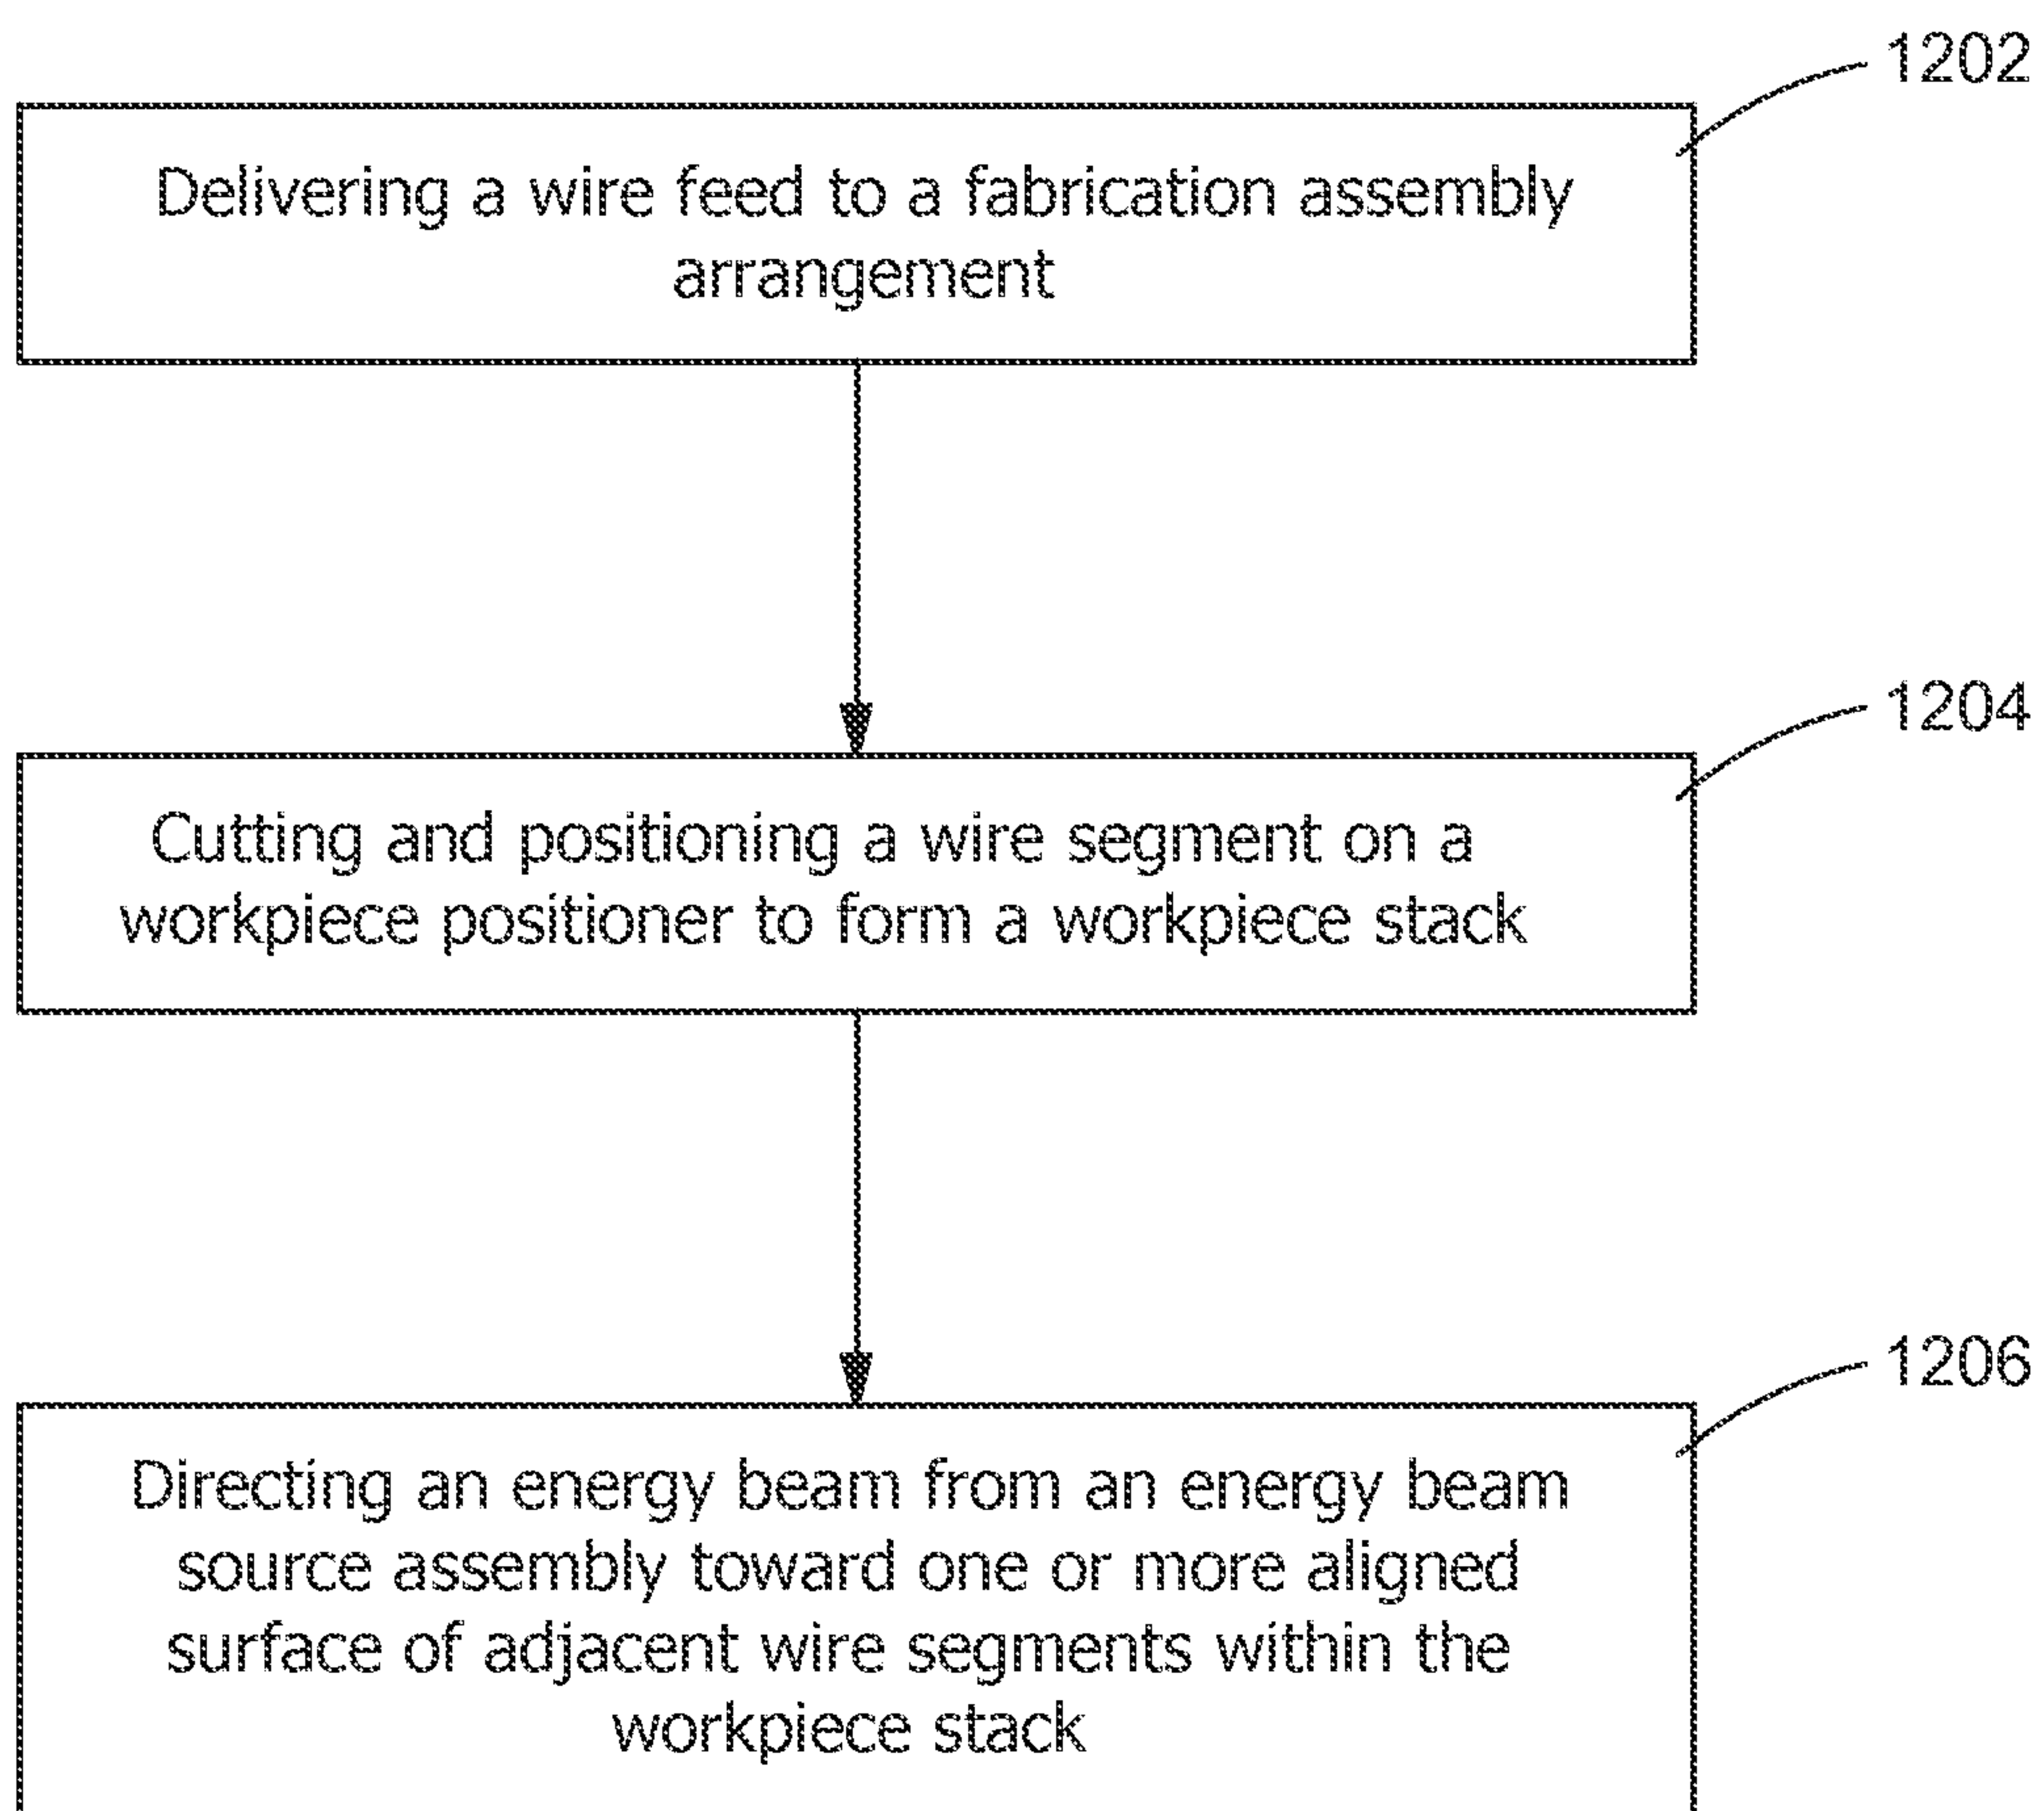 1202
Delivering a wire feed to a fabrication assembly
arrangement
1204
Cutting and positioning a wire segment on a
workpiece positioner to form a workpiece stack
1206
Directing an energy beam from an energy beam
source assembly toward one or more aligned
surface of adjacent wire segments within the
workpiece stack